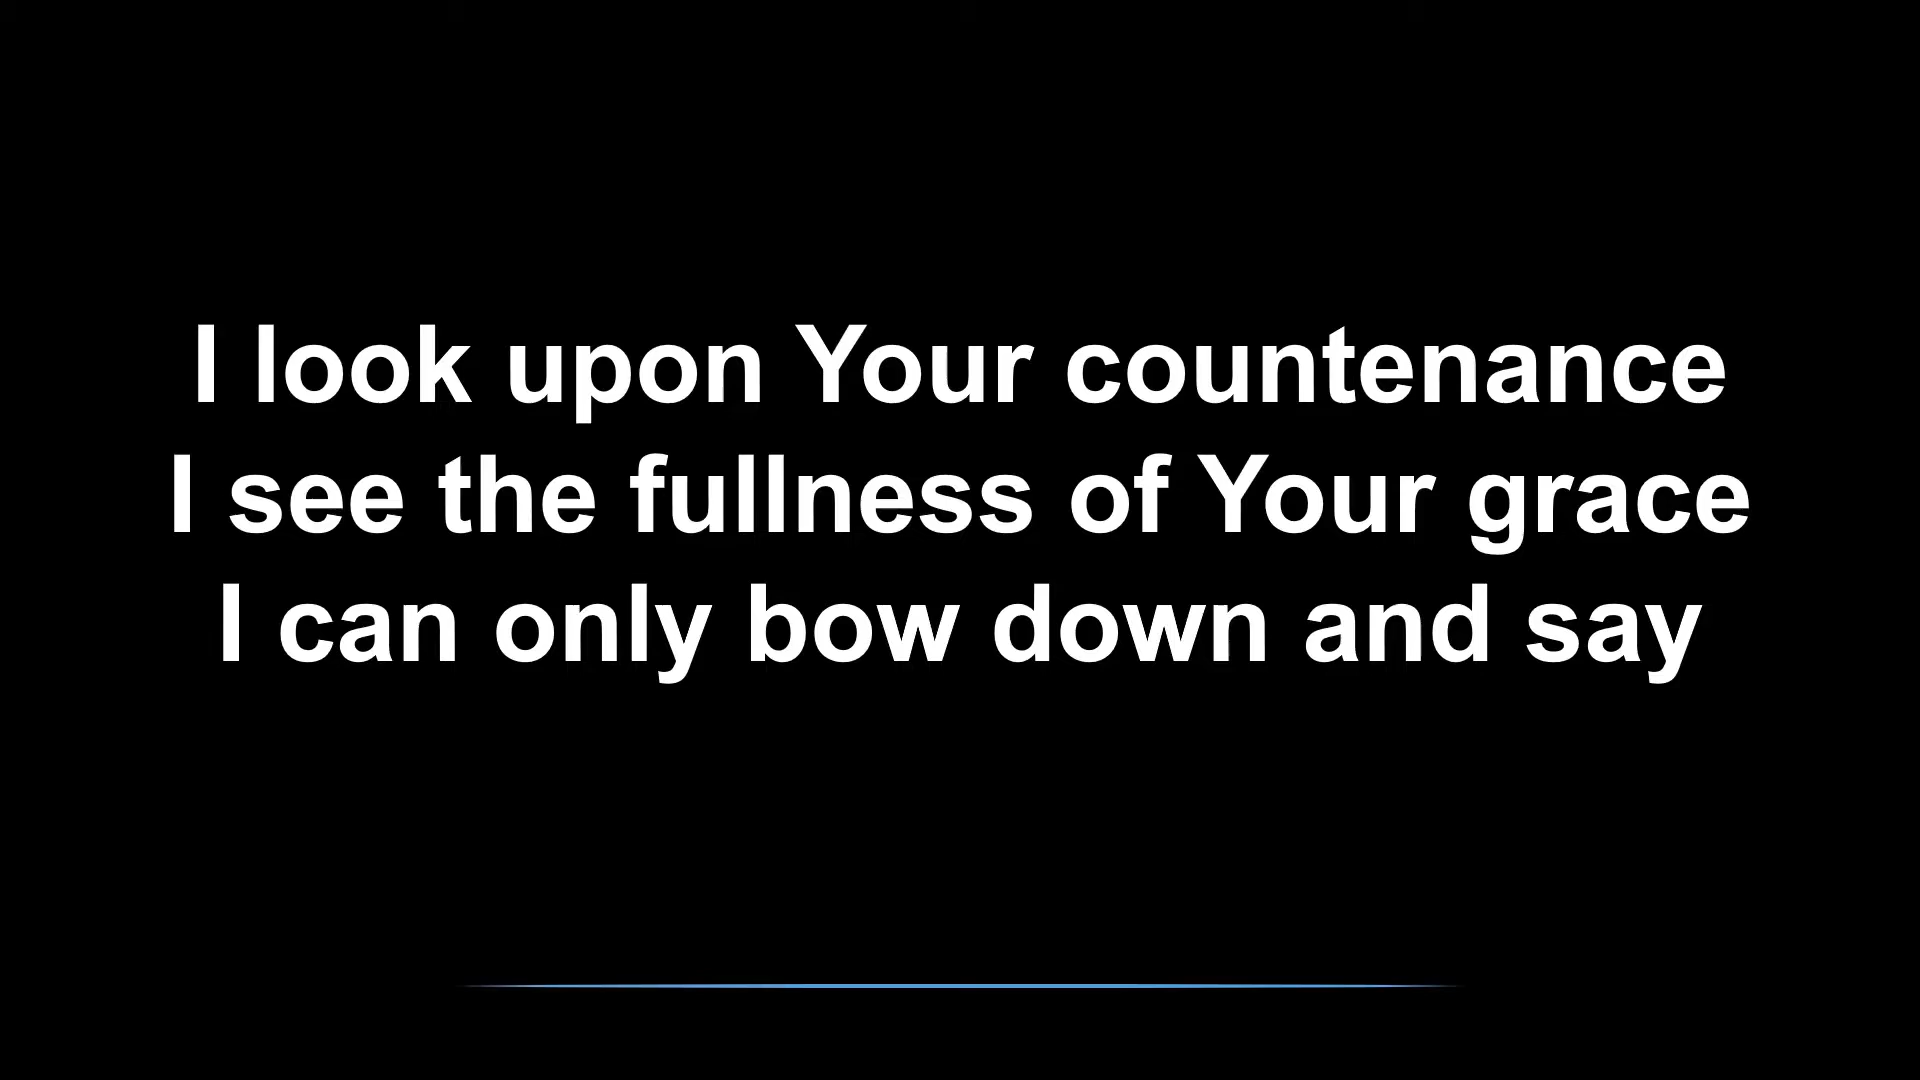 I look upon Your countenance
I see the fullness of Your grace
I can only bow down and say